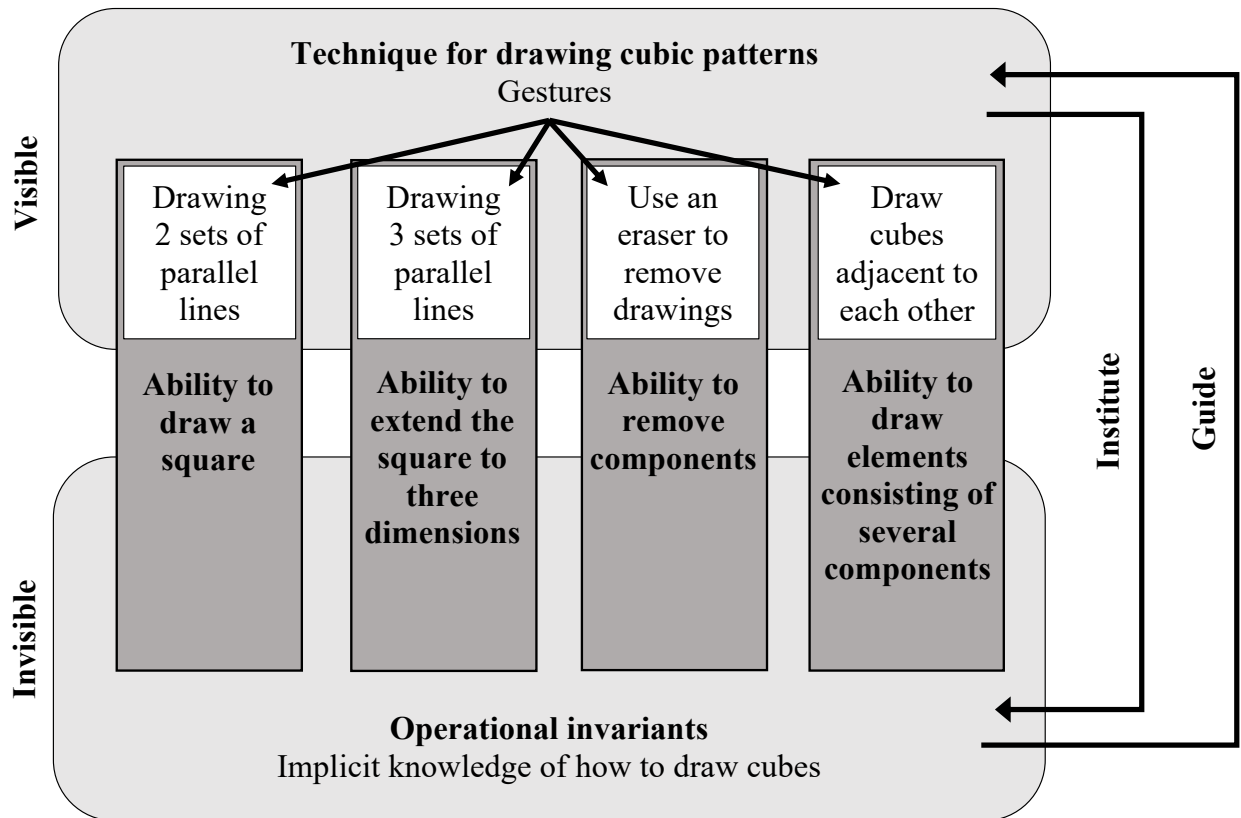 Technique for drawing cubic patterns
Gestures
Visible
Drawing
2 sets of
parallel
lines
Drawing
3 sets of
parallel
lines
Use an
eraser to
remove
drawings
Draw
cubes
adjacent to
each other
Ability to
draw a
square
Ability to
extend the
square to
three
dimensions
Ability to
remove
components
Ability to
draw
elements
consisting of
several
components
Institute
Guide
Invisible
Operational invariants
Implicit knowledge of how to draw cubes